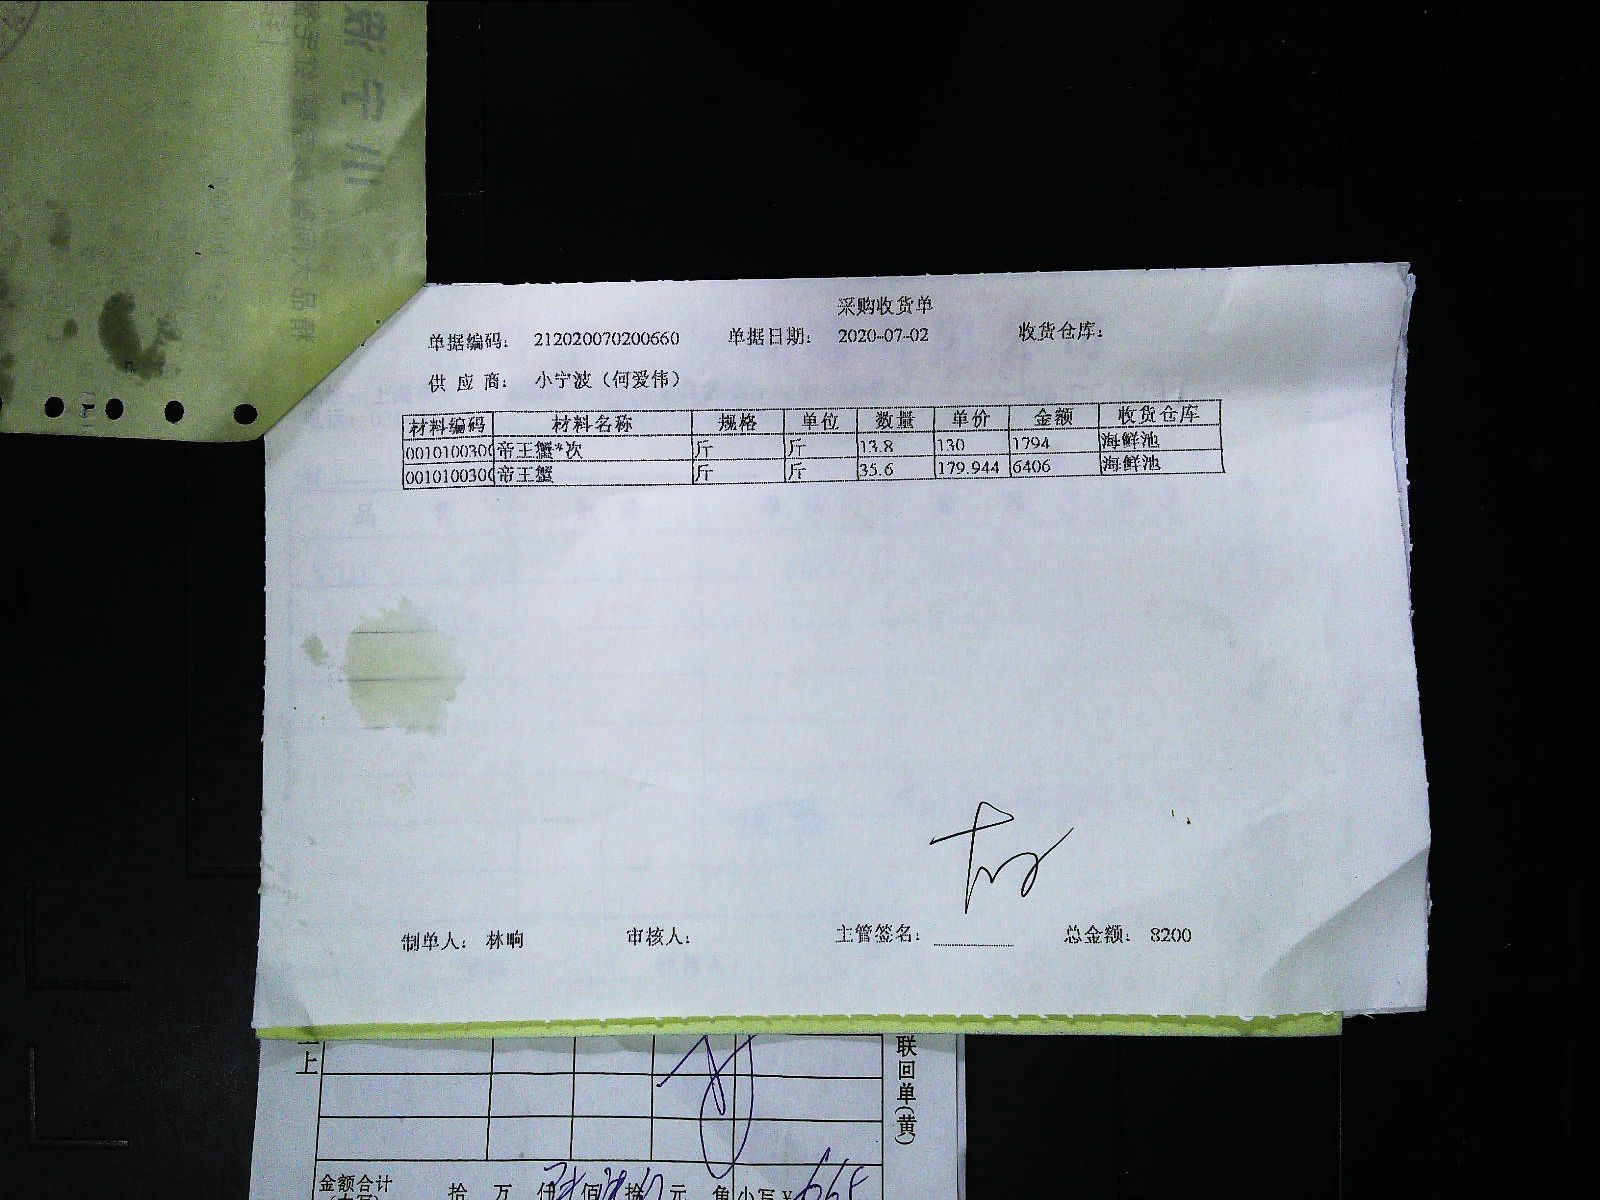 采购收货单
单据编码： 212020070200660 单据日期： 2020-07-02 收货仓库：
供 应 商： 小宁波（何爱伟）
材料编码 材料名称 规格 单位 数量 单价 金额 收货仓库
001010030 帝王蟹*次 斤 斤 13.8 130 1794 海鲜池
001010030 帝王蟹 斤 斤 35.6 179.944 6406 海鲜池
制单人： 林晌 审核人： 主管签名： 总金额： 8200
上
联回单(黄)
金额合计
拾 万 仟 佰 拾 元 角 小写¥